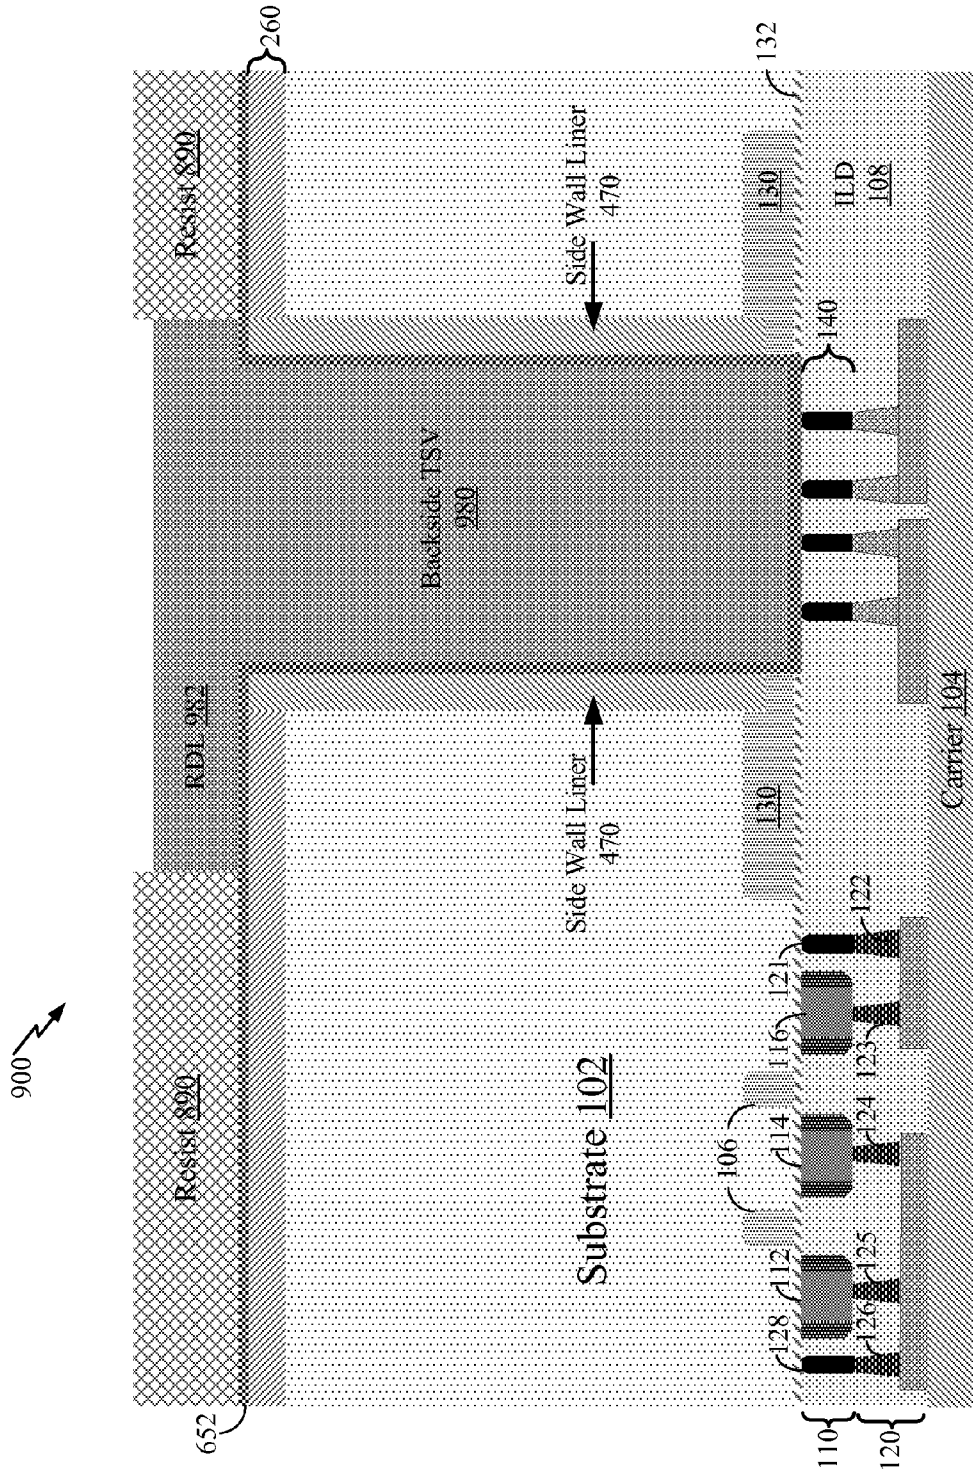 900
Resist 890
RDL 982
Resist 890
260
652
Backside TSV
980
Side Wall Liner
470
Side Wall Liner
470
132
Substrate 102
106
130
130
128
112
114
116
121
110
140
ILD
108
126
125
124
123
122
120
Carrier 104